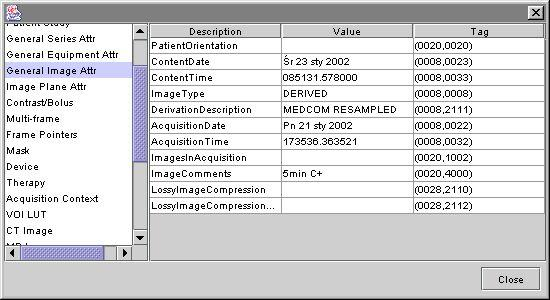 Patient Study
General Series Attr
General Equipment Attr
General Image Attr
Image Plane Attr
Contrast/Bolus
Multi-frame
Frame Pointers
Mask
Device
Therapy
Acquisition Context
VOI LUT
CT Image
Description Value Tag
PatientOrientation (0020,0020)
ContentDate Śr 23 sty 2002 (0008,0023)
ContentTime 085131.578000 (0008,0033)
ImageType DERIVED (0008,0008)
DerivationDescription MEDCOM RESAMPLED (0008,2111)
AcquisitionDate Pn 21 sty 2002 (0008,0022)
AcquisitionTime 173536.363521 (0008,0032)
ImagesInAcquisition (0020,1002)
ImageComments 5min C+ (0020,4000)
LossyImageCompression (0028,2110)
LossyImageCompression... (0028,2112)
Close